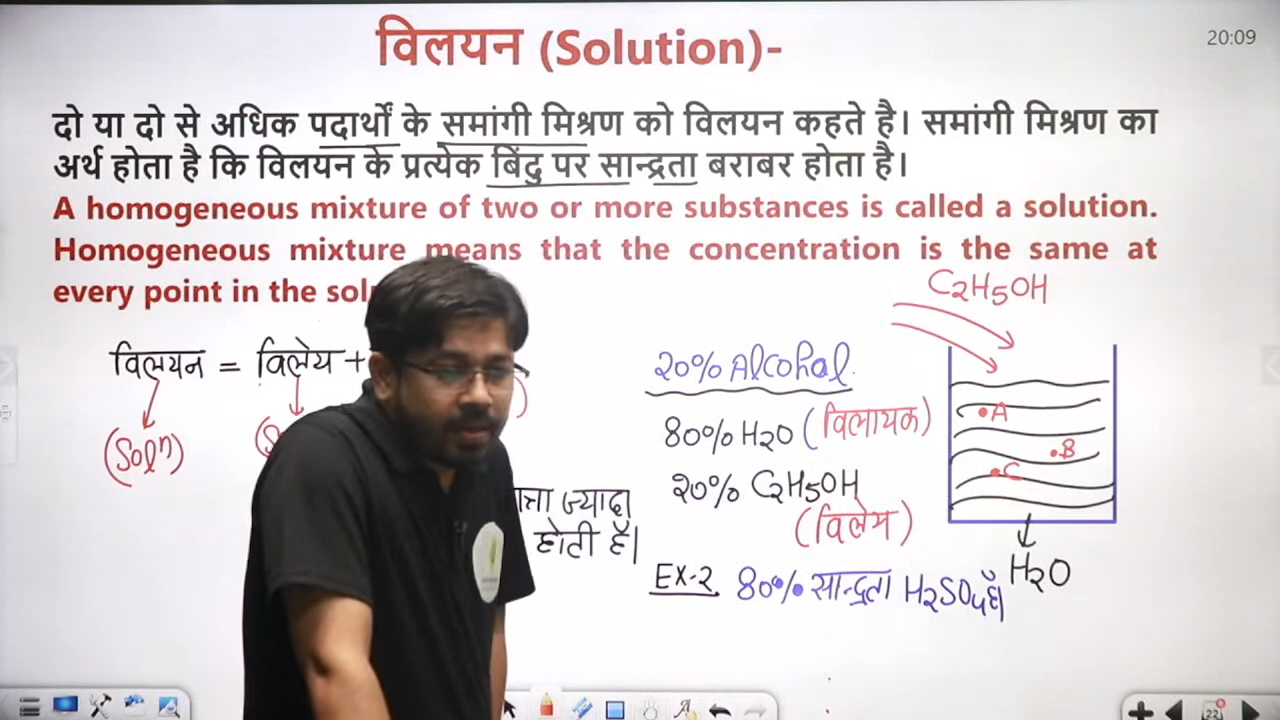 विलयन (Solution)-
20:09
दो या दो से अधिक पदार्थों के समांगी मिश्रण को विलयन कहते है। समांगी मिश्रण का
अर्थ होता है कि विलयन के प्रत्येक बिंदु पर सान्द्रता बराबर होता है।
A homogeneous mixture of two or more substances is called a solution.
Homogeneous mixture means that the concentration is the same at
every point in the
विलयन = विलेय +
(Solⁿ)
ज्यादा
होती है।
20% Alcohal
80% H2O (विलायक)
20% C2H5OH
(विलेय)
EX-2 80% सान्द्रता H2SO4 है।
C2H5OH
A
B
C
H2O
22